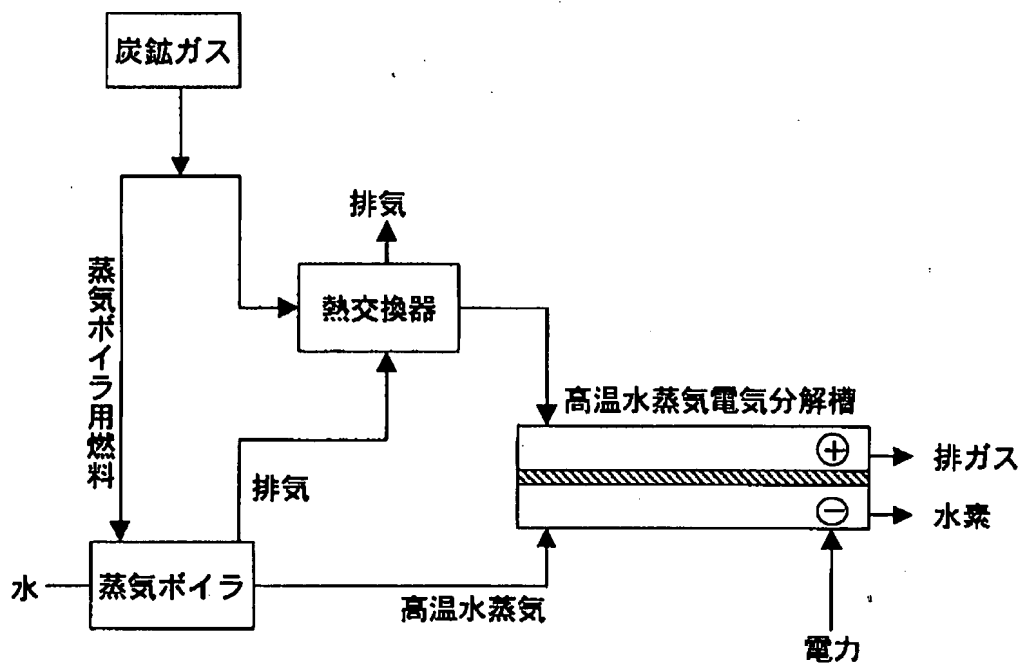 炭鉱ガス
排気
蒸気ボイラ用燃料
熱交換器
高温水蒸気電気分解槽
+
排ガス
排気
−
水素
水
蒸気ボイラ
高温水蒸気
電力